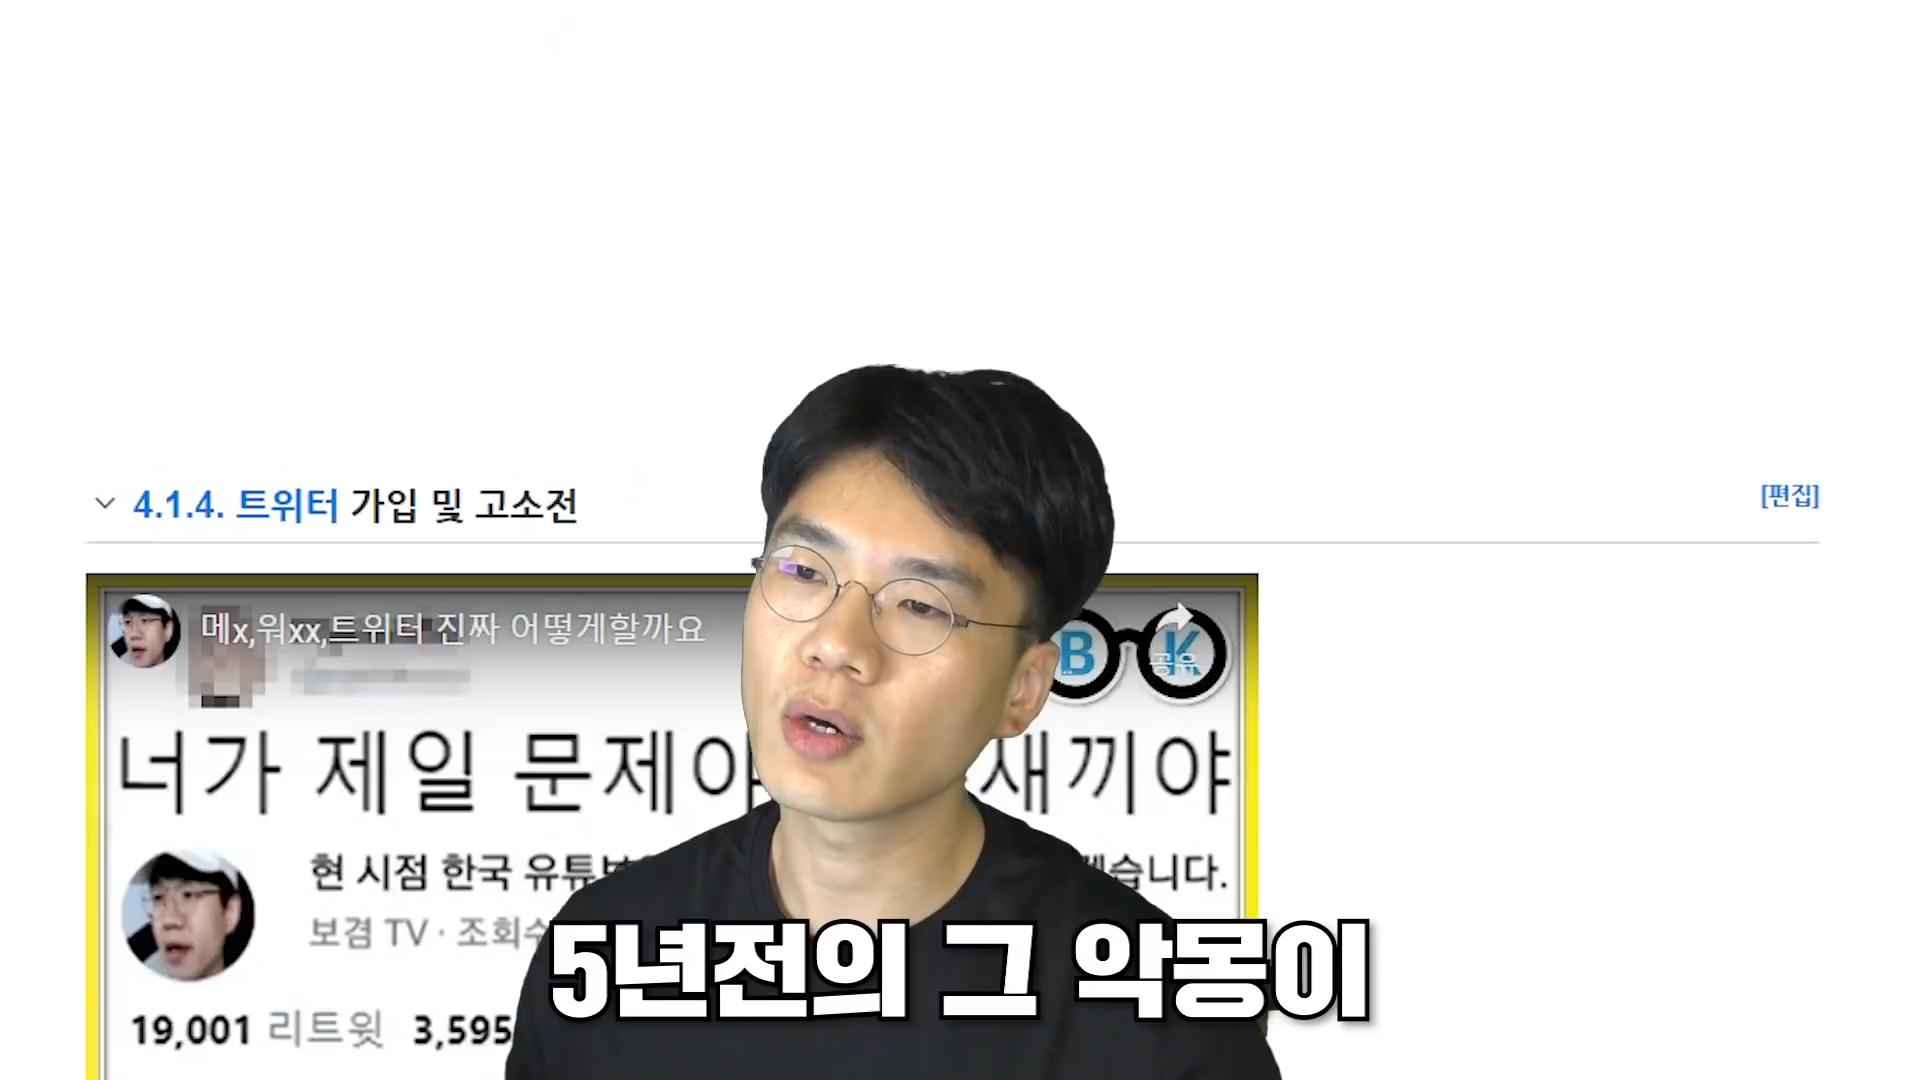 4.1.4. 트위터 가입 및 고소전
[편집]
메x,워xx,트위터 진짜 어떻게할까요
B K
공유
너가 제일 문제야 새끼야
현 시점 한국 습니다.
보겸 TV · 조회수
19,001 리트윗 3,595
5년전의 그 악몽이